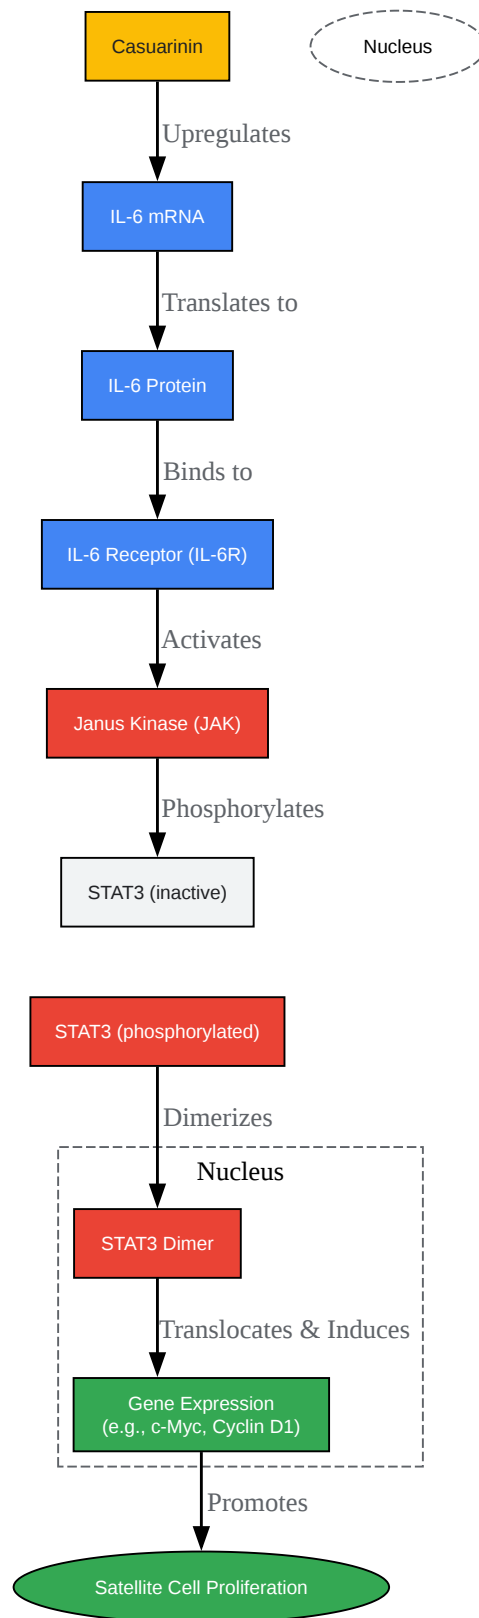 Casuarinin
Nucleus
Upregulates
IL-6 mRNA
Translates to
IL-6 Protein
Binds to
IL-6 Receptor (IL-6R)
Activates
Janus Kinase (JAK)
Phosphorylates
STAT3 (inactive)
STAT3 (phosphorylated)
Dimerizes
Nucleus
STAT3 Dimer
Translocates & Induces
Gene Expression
(e.g., c-Myc, Cyclin D1)
Promotes
Satellite Cell Proliferation